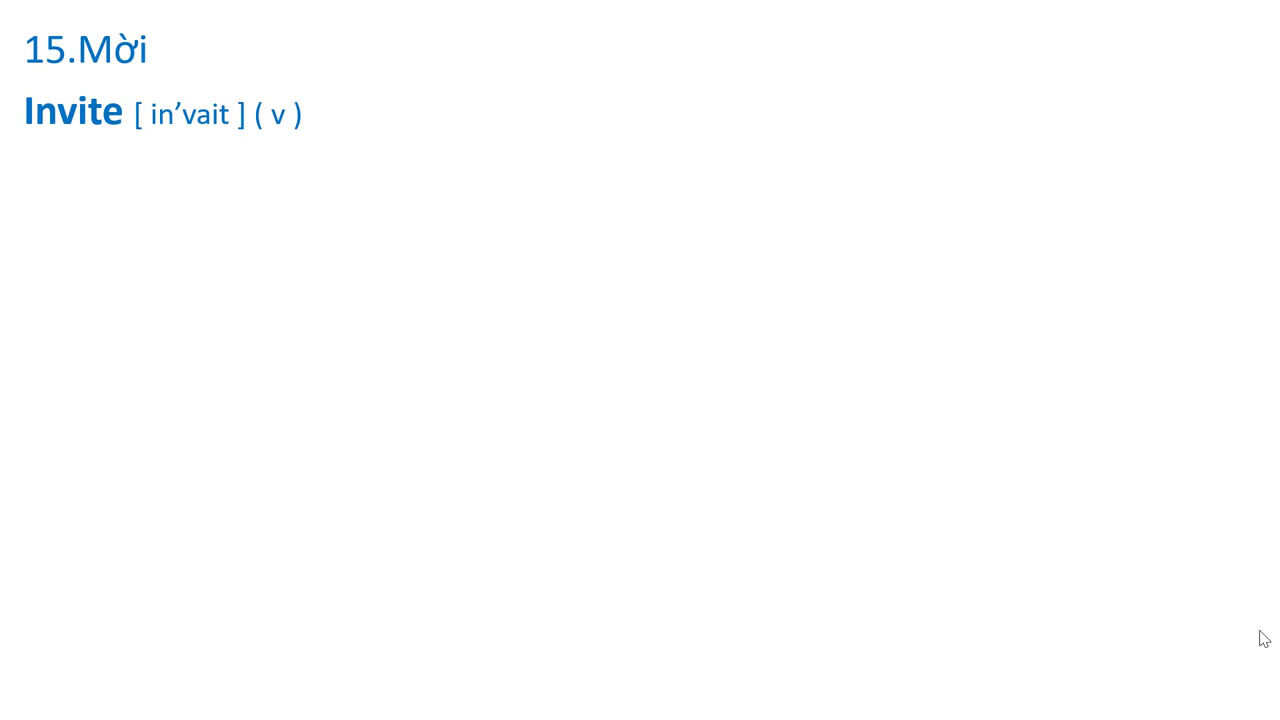 15.Mời
Invite [ in’vait ] ( v )